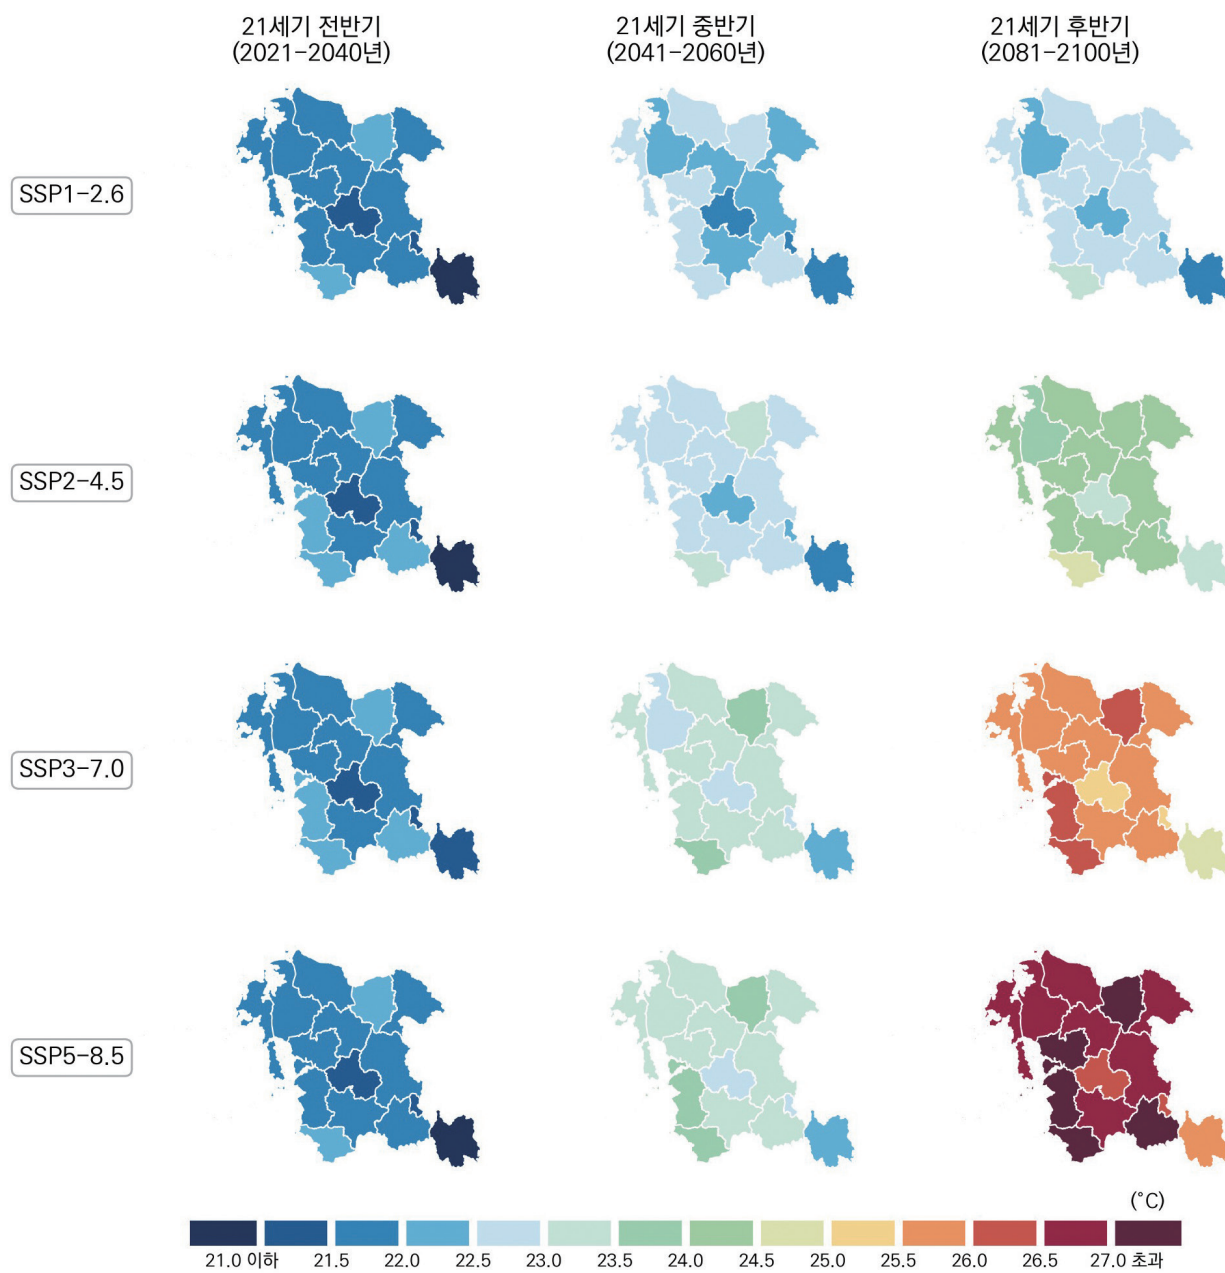 21세기 전반기
(2021-2040년)
21세기 중반기
(2041-2060년)
21세기 후반기
(2081-2100년)
SSP1-2.6
SSP2-4.5
SSP3-7.0
SSP5-8.5
(°C)
21.0 이하 21.5 22.0 22.5 23.0 23.5 24.0 24.5 25.0 25.5 26.0 26.5 27.0 초과